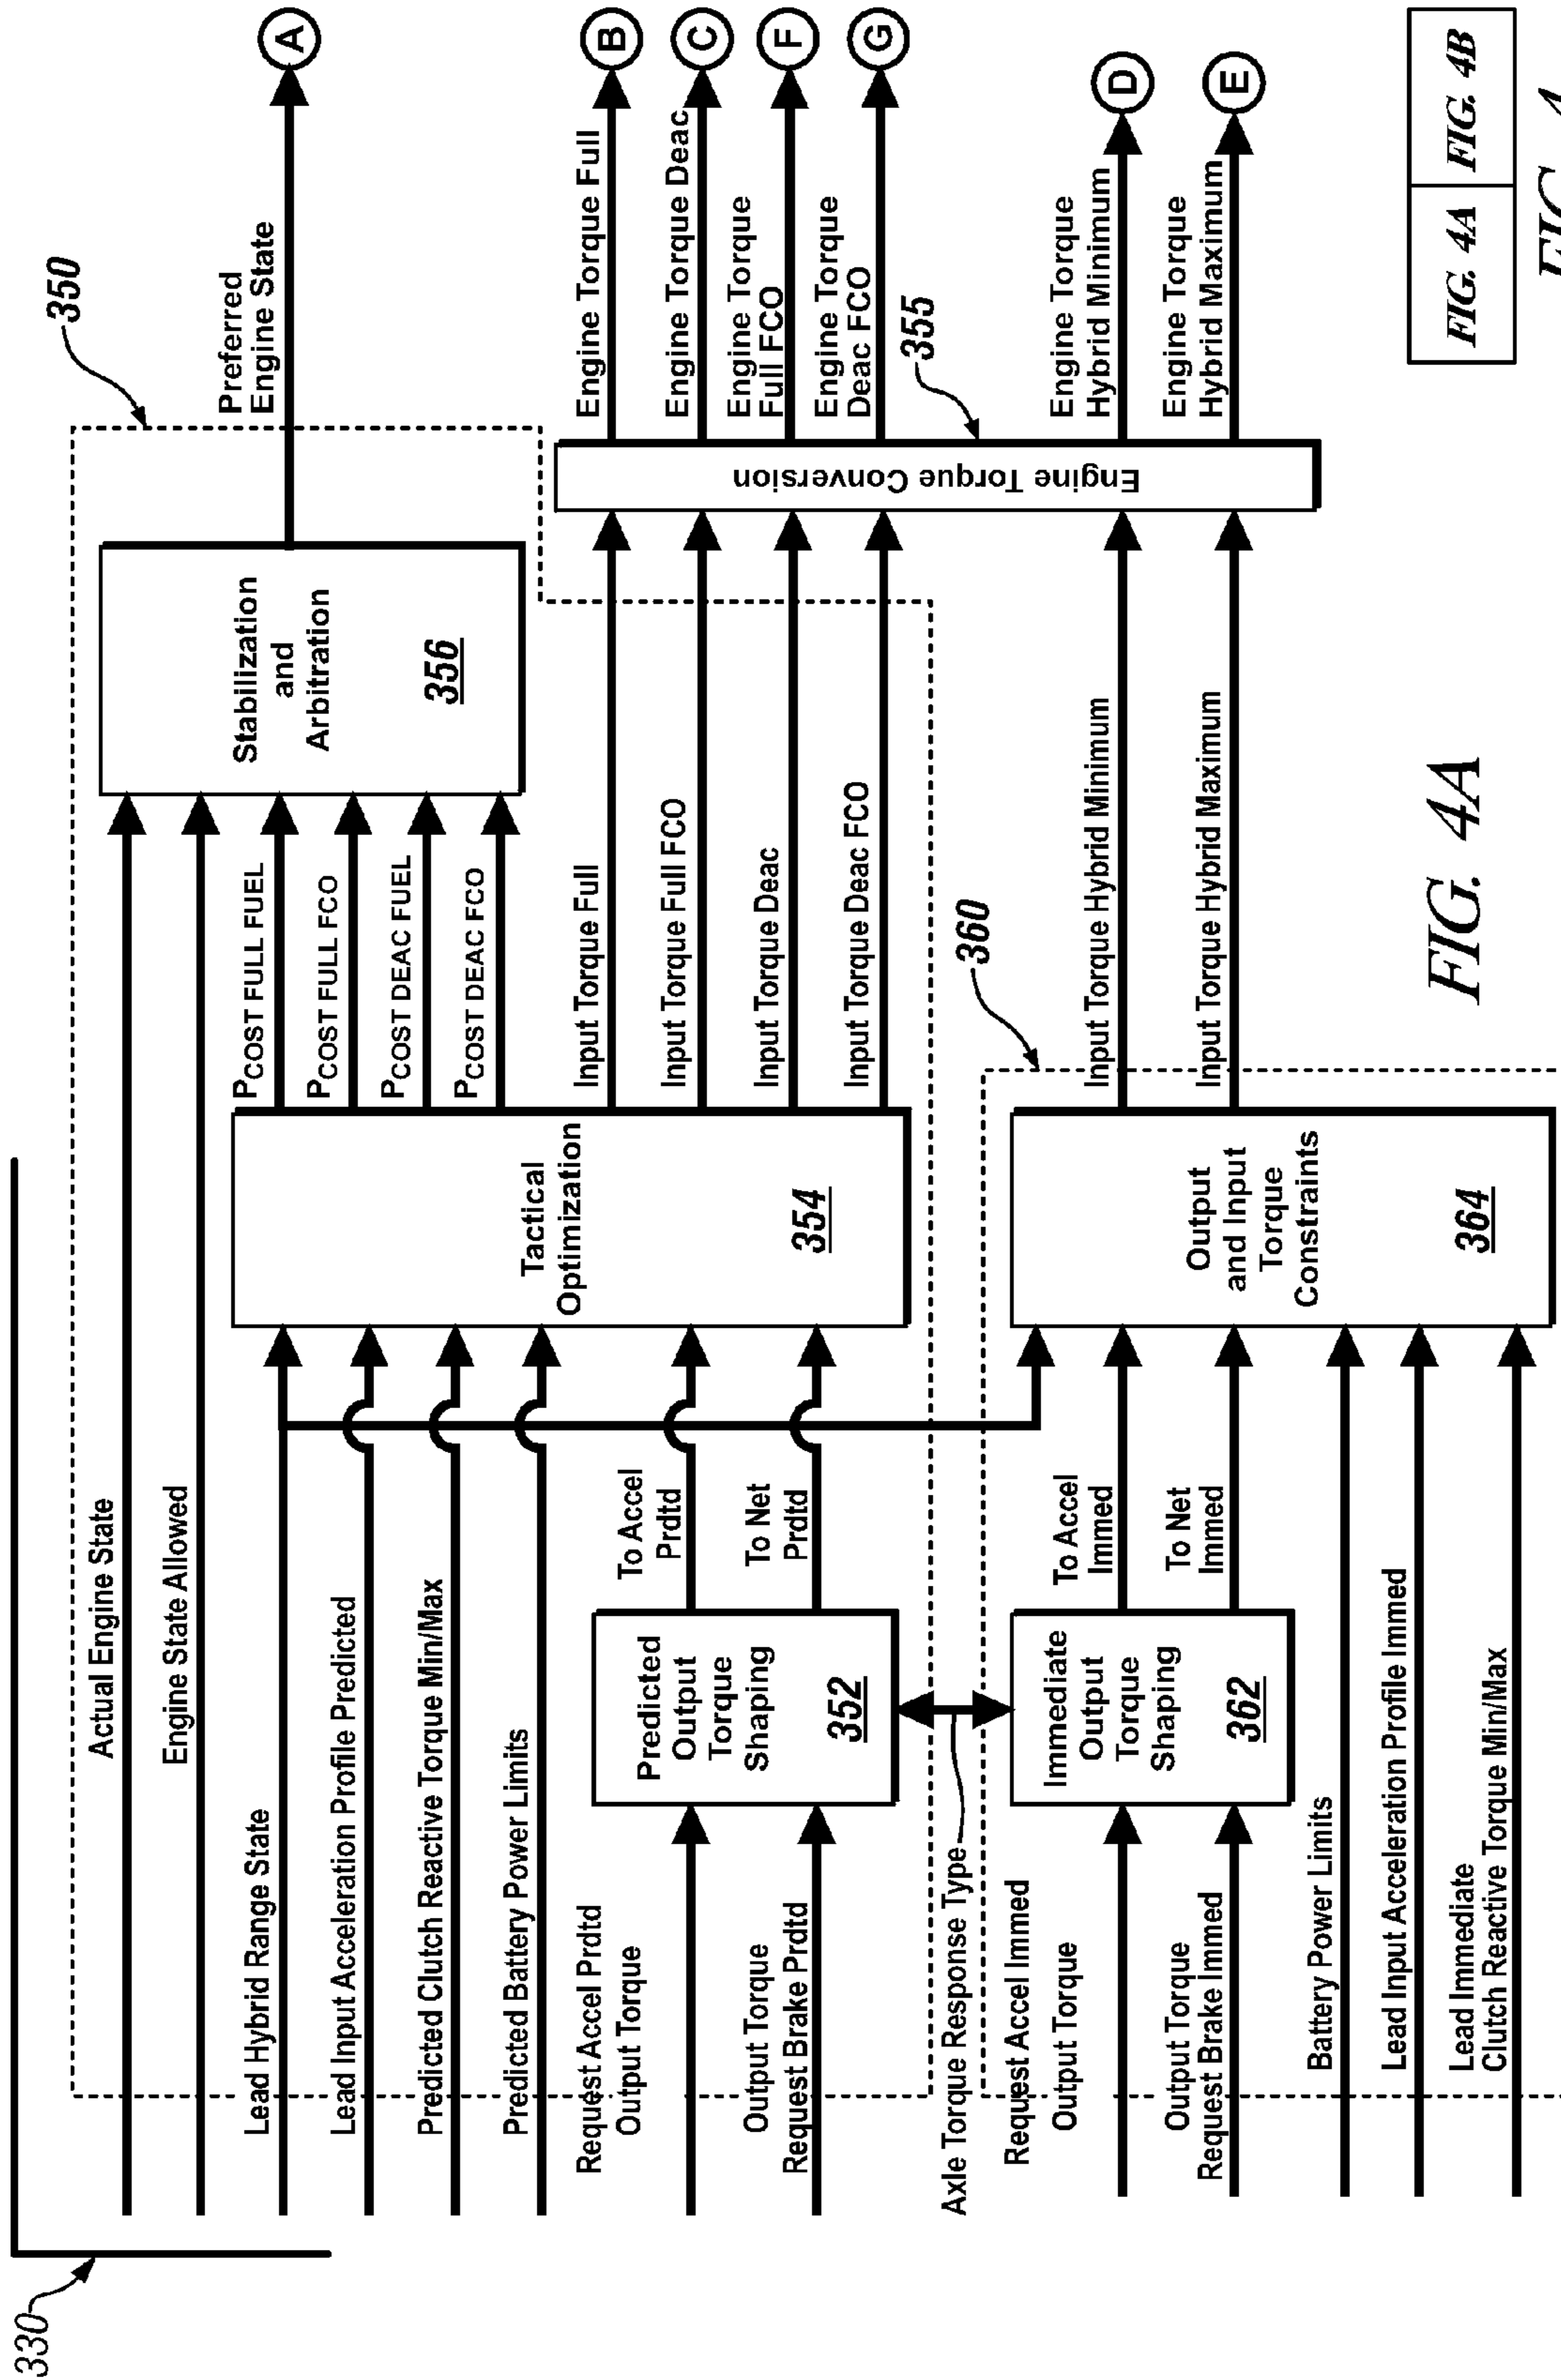 330
350
Actual Engine State
Engine State Allowed
Lead Hybrid Range State
Lead Input Acceleration Profile Predicted
Predicted Clutch Reactive Torque Min/Max
Predicted Battery Power Limits
Request Accel Prdtd
Output Torque
Output Torque
Request Brake Prdtd
Predicted
Output
Torque
Shaping
352
To Accel
Prdtd
To Net
Prdtd
Tactical
Optimization
354
PCOST FULL FUEL
PCOST FULL FCO
PCOST DEAC FUEL
PCOST DEAC FCO
Stabilization
and
Arbitration
356
Preferred
Engine State
A
Input Torque Full
Input Torque Full FCO
Input Torque Deac
Input Torque Deac FCO
Engine Torque Conversion
355
Engine Torque Full
B
Engine Torque Deac
C
Engine Torque
Full FCO
F
Engine Torque
Deac FCO
G
Axle Torque Response Type
360
Request Accel Immed
Output Torque
Output Torque
Request Brake Immed
Battery Power Limits
Lead Input Acceleration Profile Immed
Lead Immediate
Clutch Reactive Torque Min/Max
Immediate
Output
Torque
Shaping
362
To Accel
Immed
To Net
Immed
Output
and Input
Torque
Constraints
364
Input Torque Hybrid Minimum
Input Torque Hybrid Maximum
Engine Torque
Hybrid Minimum
D
Engine Torque
Hybrid Maximum
E
FIG. 4A
FIG. 4A FIG. 4B
FIG. 4